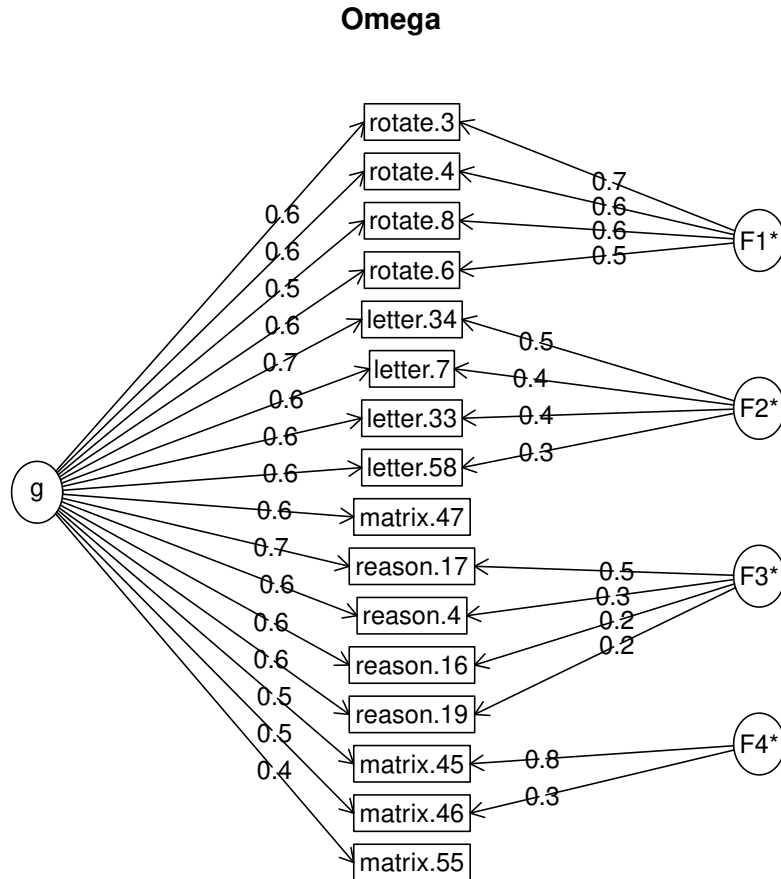 Omega
rotate.3
rotate.4
rotate.8
rotate.6
letter.34
letter.7
letter.33
letter.58
matrix.47
reason.17
reason.4
reason.16
reason.19
matrix.45
matrix.46
matrix.55
g
0.6
0.6
0.5
0.6
0.7
0.6
0.6
0.6
0.6
0.7
0.6
0.6
0.6
0.5
0.5
0.4
F1*
0.7
0.6
0.6
0.5
F2*
0.5
0.4
0.4
0.3
F3*
0.5
0.3
0.2
0.2
F4*
0.8
0.3